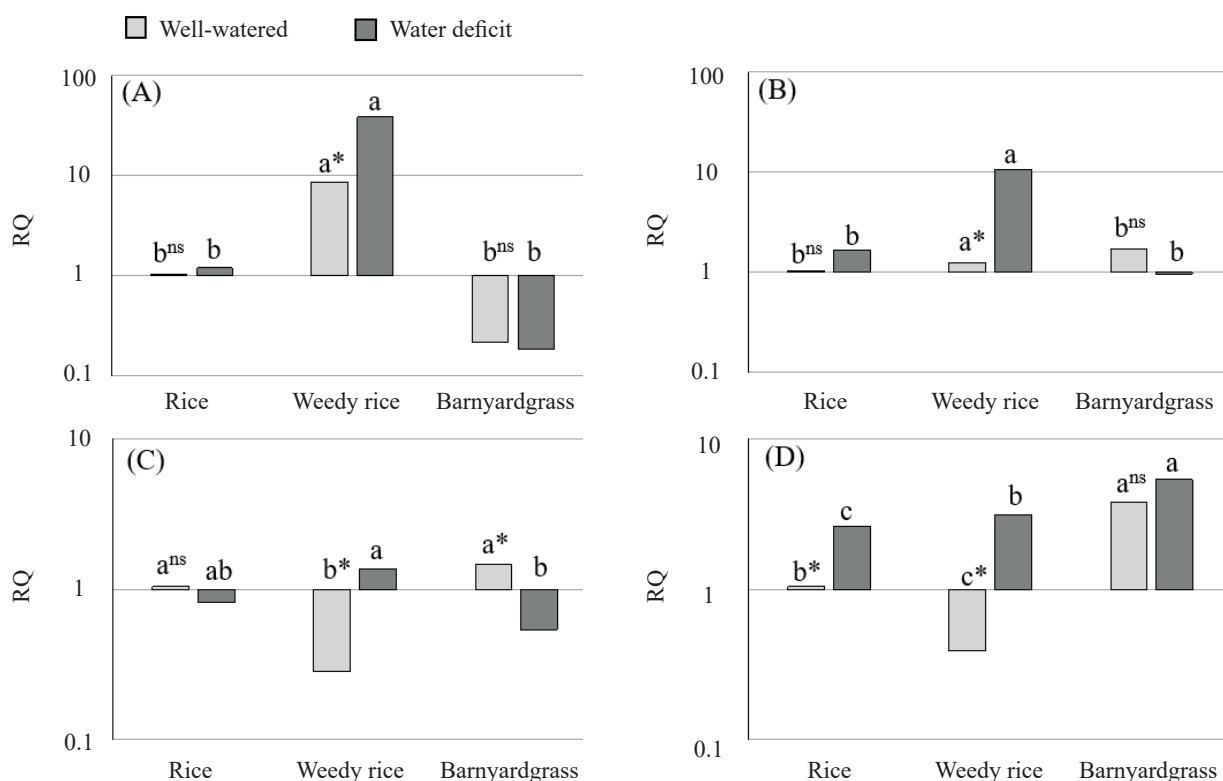 Well-watered Water deficit
100
(A)
a
a*
10
RQ
b^ns b
b^ns b
1
0.1
Rice Weedy rice Barnyardgrass
100
(B)
a
10
RQ
b^ns b
a*
b^ns
b
1
0.1
Rice Weedy rice Barnyardgrass
10
(C)
a^ns ab
b* a
a* b
RQ
1
0.1
Rice Weedy rice Barnyardgrass
10
(D)
b* c
c* b
a^ns a
RQ
1
0.1
Rice Weedy rice Barnyardgrass